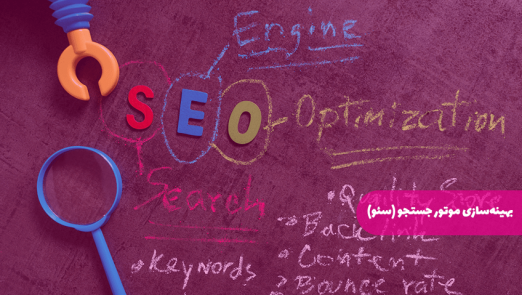 Engine
SEO
Optimization
Search
بهینه‌سازی موتور جستجو (سئو)
Backlink
• Keywords
• Content
? Bounce rate